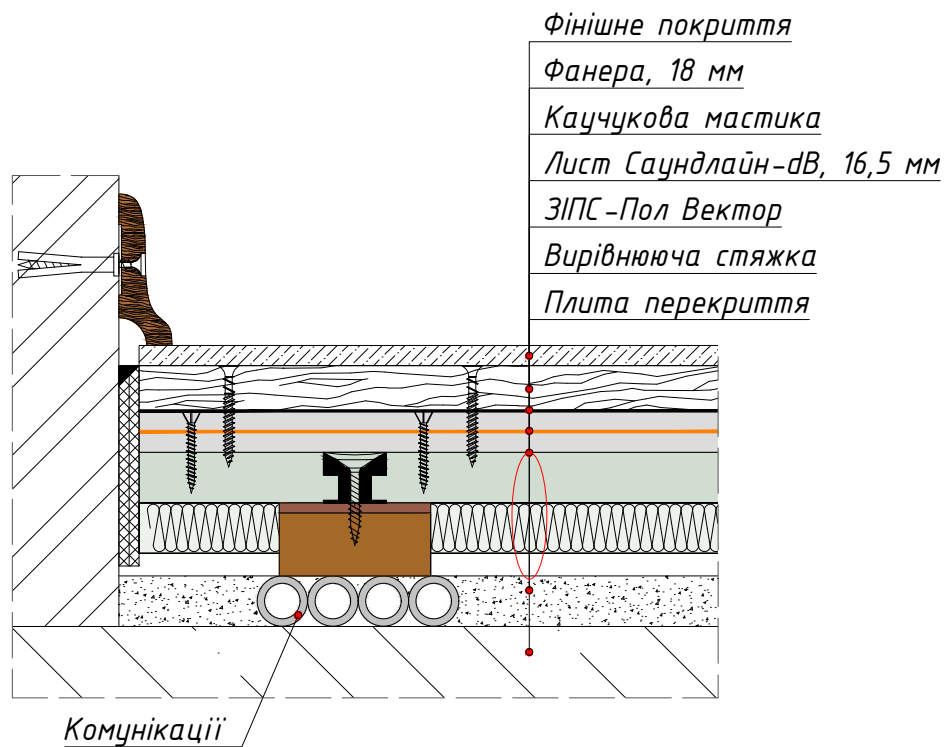 Фінішне покриття
Фанера, 18 мм
Каучукова мастика
Лист Саундлайн-dB, 16,5 мм
ЗІПС-Пол Вектор
Вирівнююча стяжка
Плита перекриття
Комунікації